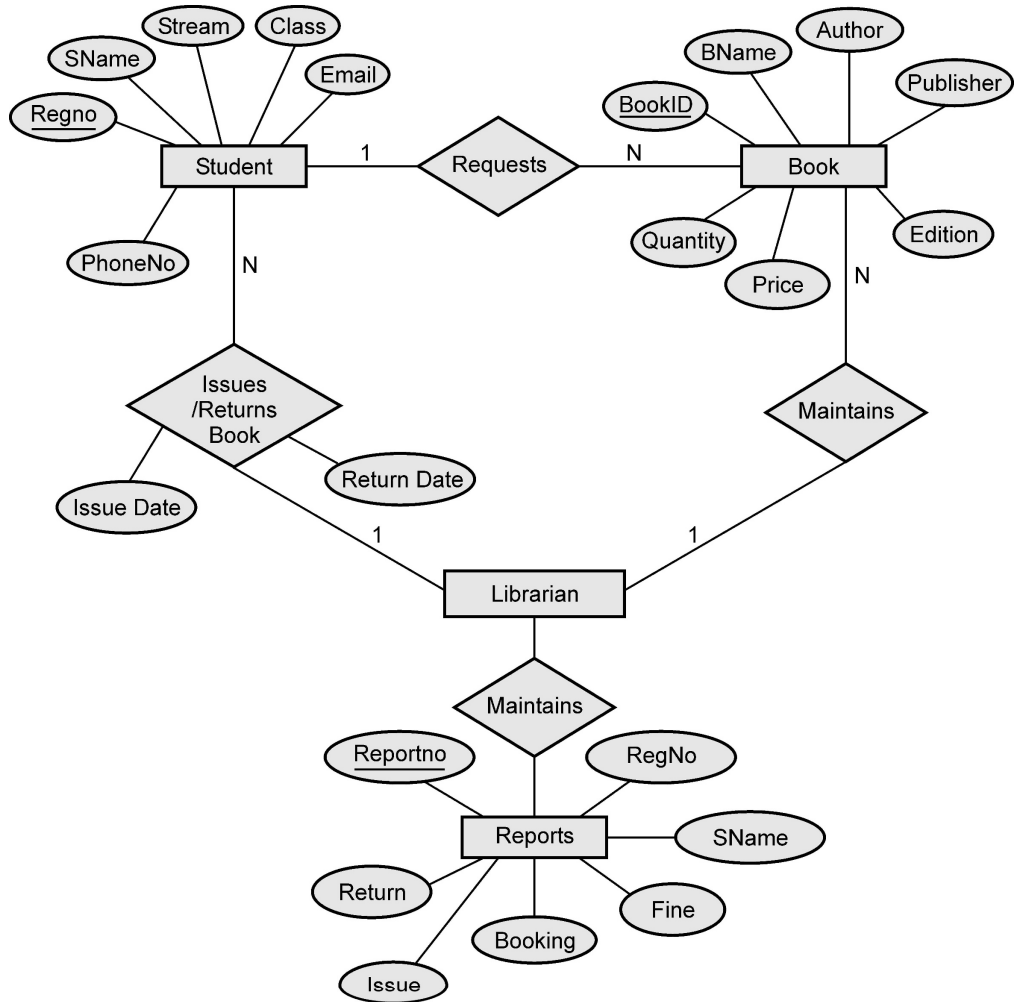 Stream
Class
SName
Email
Regno
Student
PhoneNo
1
Requests
N
Author
BName
Publisher
BookID
Book
Quantity
Edition
Price
N
N
Issues
/Returns
Book
Maintains
Issue Date
Return Date
1
1
Librarian
Maintains
Reportno
RegNo
Reports
SName
Return
Fine
Booking
Issue